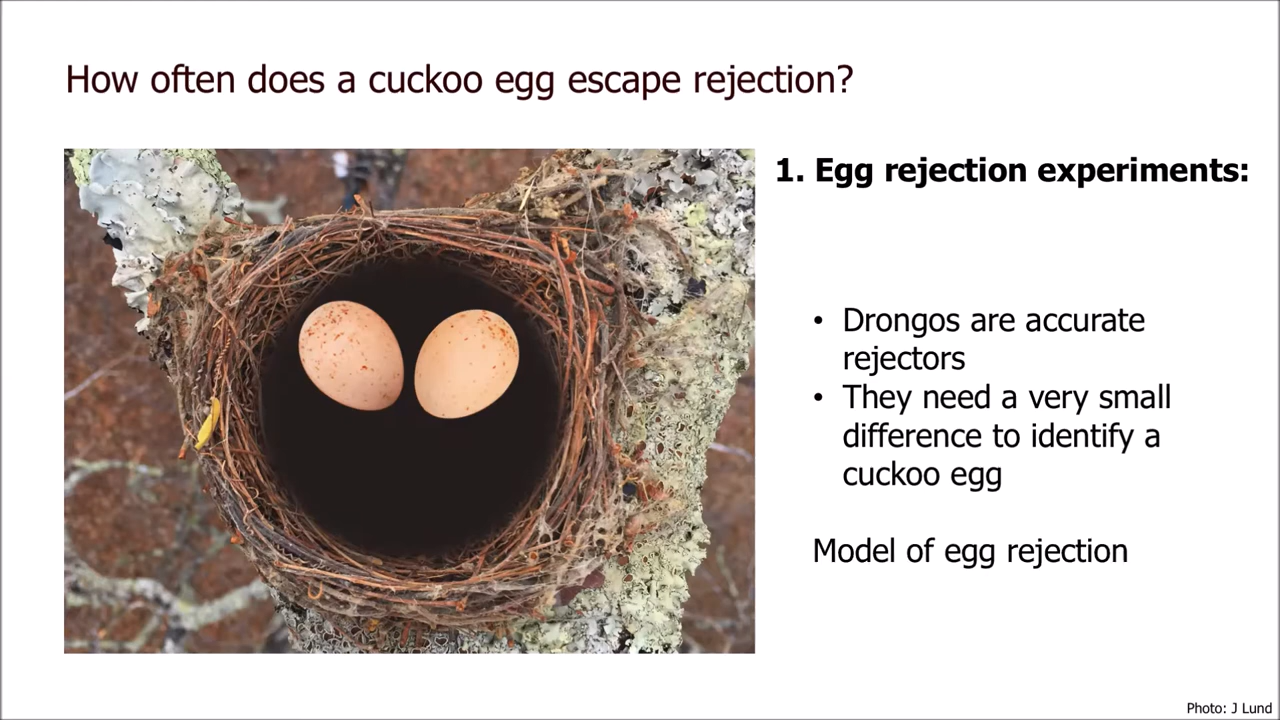 How often does a cuckoo egg escape rejection?
1. Egg rejection experiments:
• Drongos are accurate
rejectors
• They need a very small
difference to identify a
cuckoo egg
Model of egg rejection
Photo: J Lund